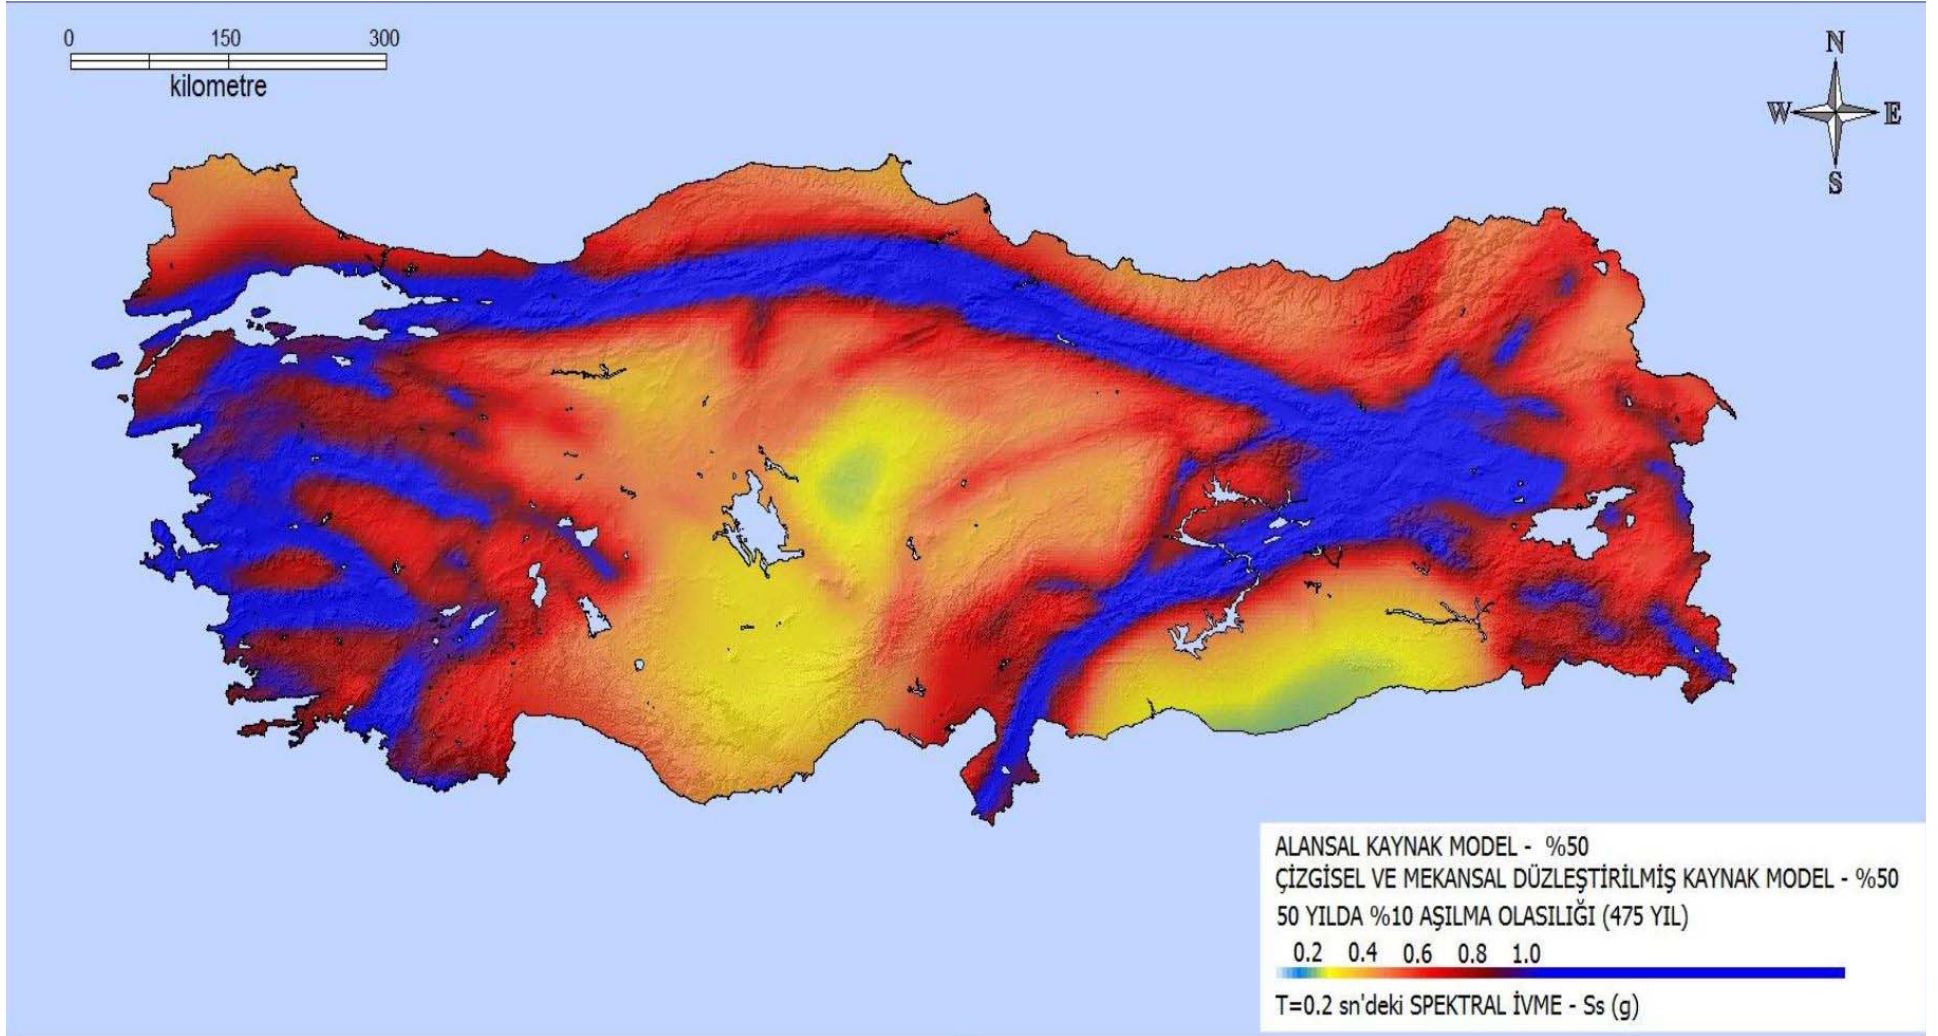 0 150 300
kilometre
N
W E
S
ALANSAL KAYNAK MODEL - %50
ÇİZGİSEL VE MEKANSAL DÜZLEŞTİRİLMİŞ KAYNAK MODEL - %50
50 YILDA %10 AŞILMA OLASILIĞI (475 YIL)
0.2 0.4 0.6 0.8 1.0
T=0.2 sn'deki SPEKTRAL İVME - Ss (g)